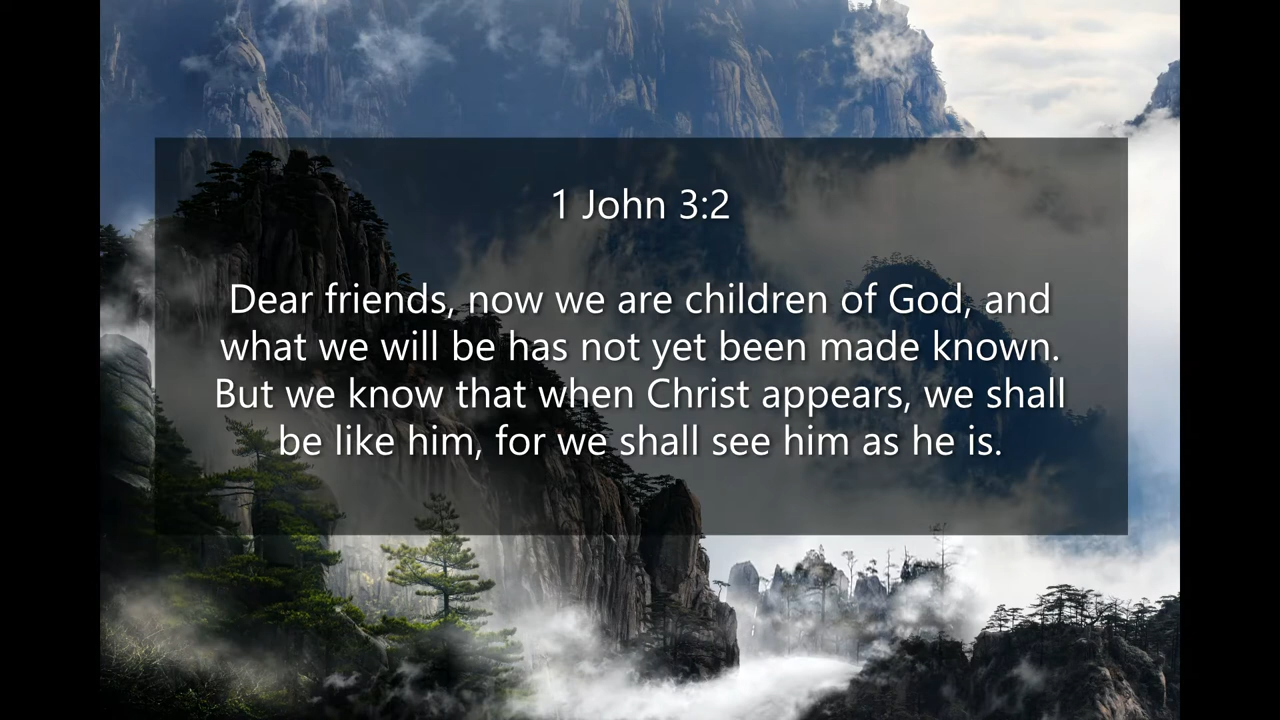 1 John 3:2
Dear friends, now we are children of God, and
what we will be has not yet been made known.
But we know that when Christ appears, we shall
be like him, for we shall see him as he is.